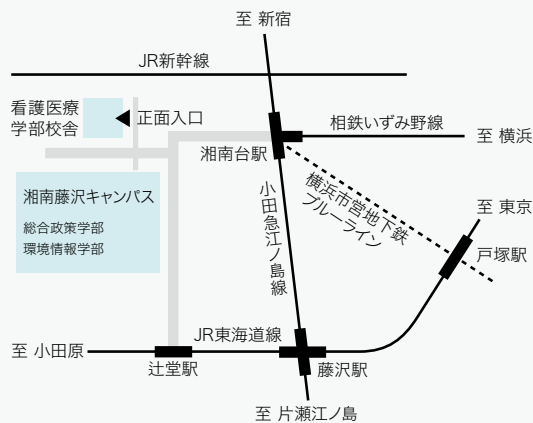 至 新宿
JR新幹線
看護医療
学部校舎
正面入口
相鉄いずみ野線
至 横浜
湘南台駅
湘南藤沢キャンパス
総合政策学部
環境情報学部
小田急江ノ島線
横浜市営地下鉄
ブルーライン
至 東京
戸塚駅
JR東海道線
至 小田原
辻堂駅
藤沢駅
至 片瀬江ノ島